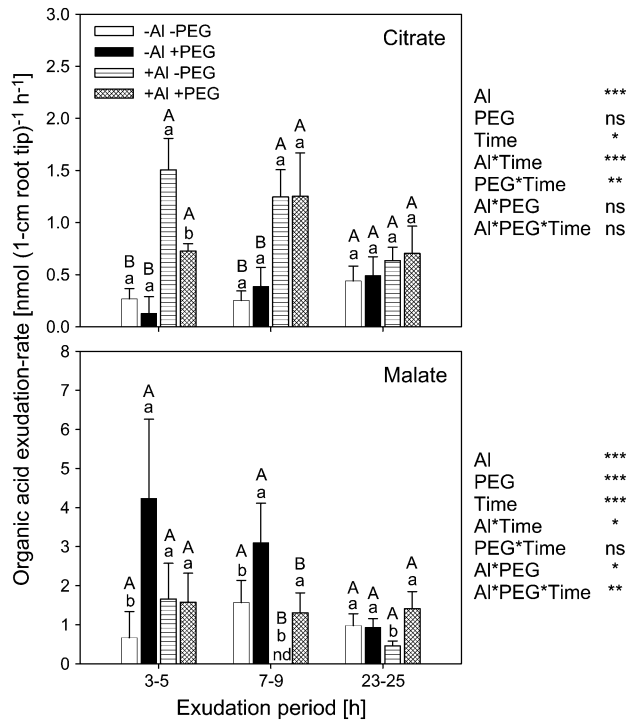 Organic acid exudation-rate [nmol (1-cm root tip)⁻¹ h⁻¹]
3.0
2.5
2.0
1.5
1.0
0.5
0.0
-Al -PEG
-Al +PEG
+Al -PEG
+Al +PEG
Citrate
B
a
B
a
A
a
A
b
B
a
B
a
A
a
A
a
A
a
A
a
A
a
A
a
Al ***
PEG ns
Time *
Al*Time ***
PEG*Time **
Al*PEG ns
Al*PEG*Time ns
8
7
6
5
4
3
2
1
0
Malate
A
b
A
a
A
a
A
a
A
b
A
a
B
b
nd
B
a
A
a
A
a
A
b
A
a
Al ***
PEG ***
Time ***
Al*Time *
PEG*Time ns
Al*PEG *
Al*PEG*Time **
3-5 7-9 23-25
Exudation period [h]